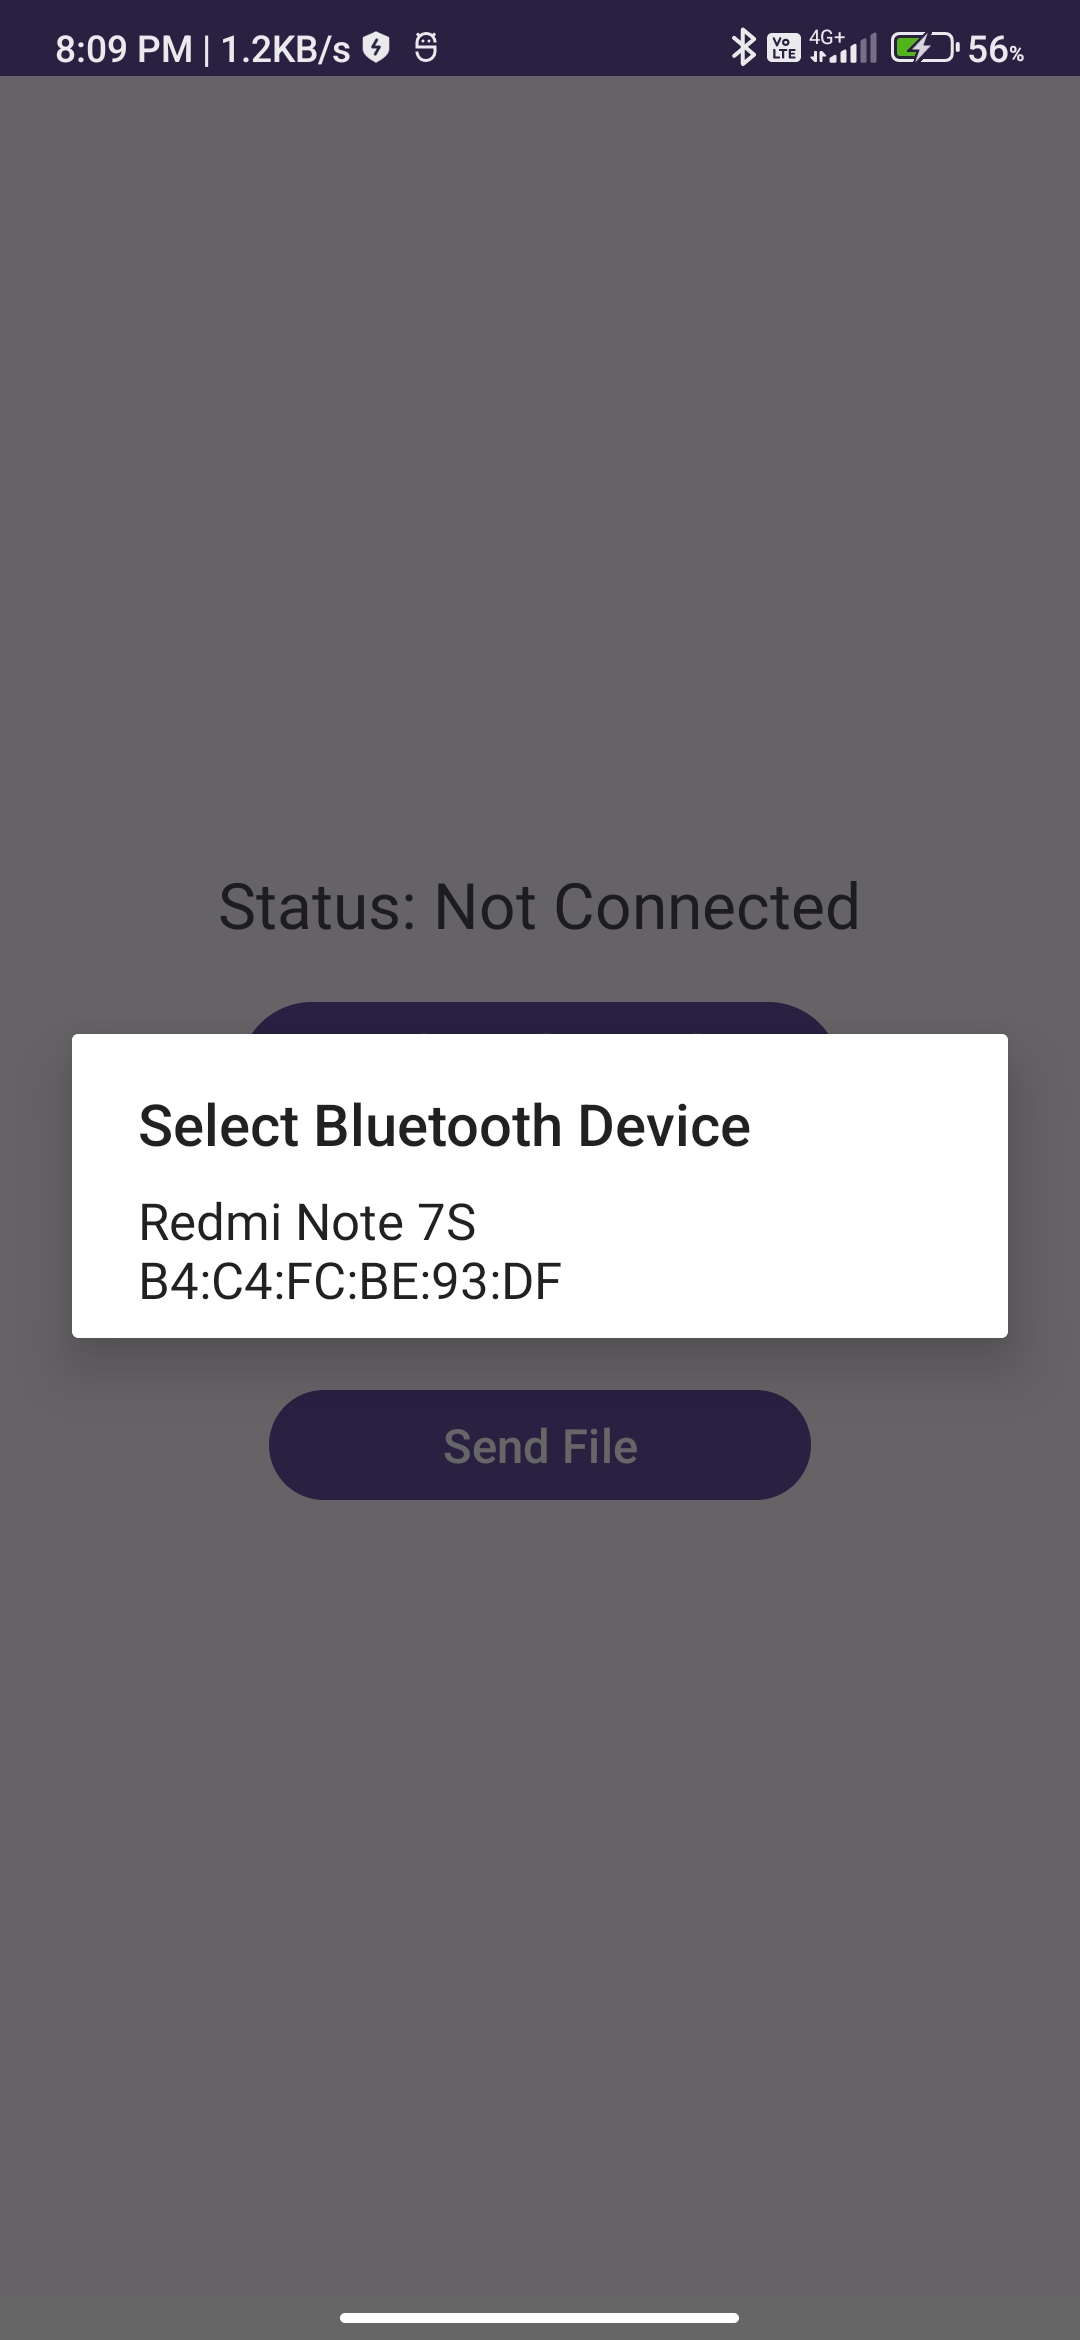 8:09 PM | 1.2KB/s
Vo LTE 4G+ 56%
Status: Not Connected
Select Bluetooth Device
Redmi Note 7S
B4:C4:FC:BE:93:DF
Send File